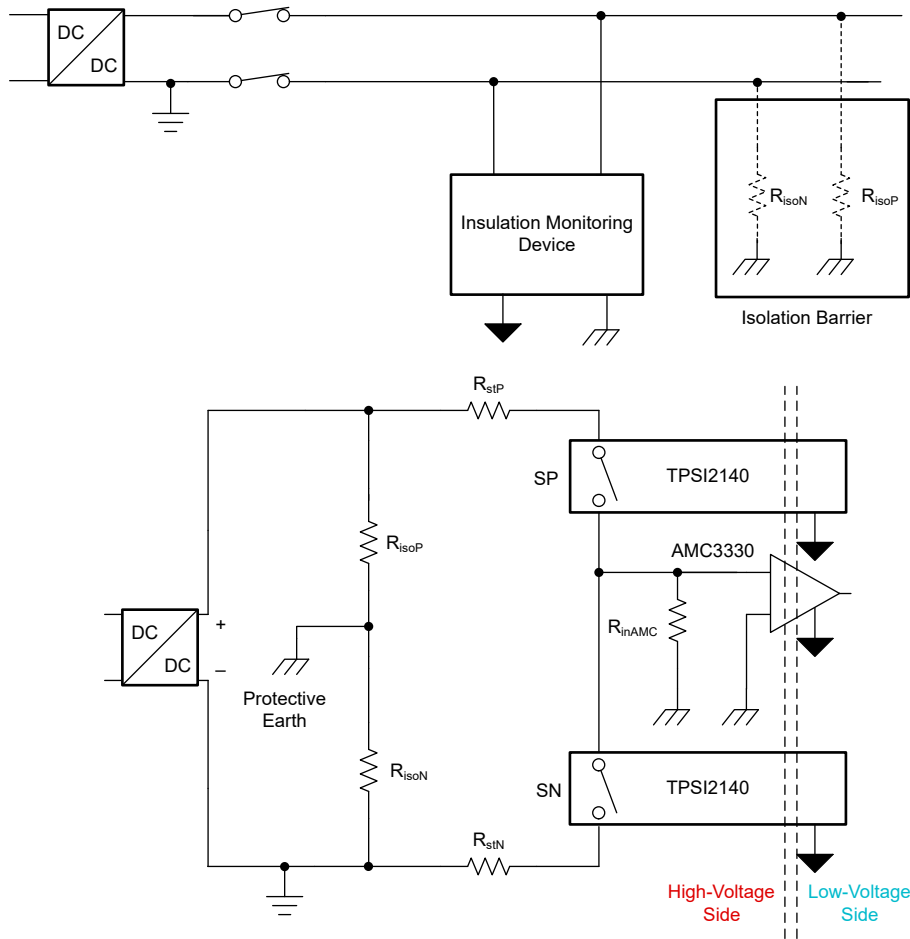 DC
DC
Insulation Monitoring
Device
RisoN
RisoP
Isolation Barrier
RstP
SP
TPSI2140
RisoP
AMC3330
RinAMC
DC
DC
+
–
Protective
Earth
RisoN
SN
TPSI2140
RstN
High-Voltage
Side
Low-Voltage
Side